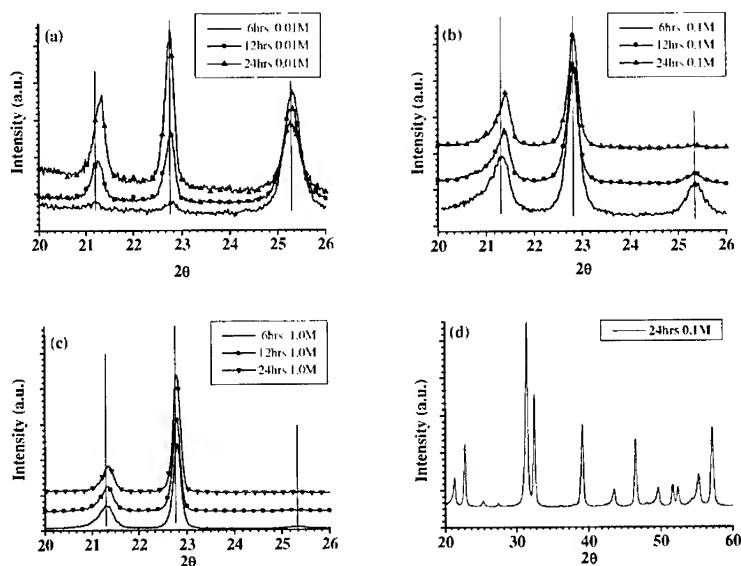 (a)
6hrs 0.01M
12hrs 0.01M
24hrs 0.01M
Intensity (a.u.)
20 21 22 23 24 25 26
2θ
(b)
6hrs 0.1M
12hrs 0.1M
24hrs 0.1M
Intensity (a.u.)
20 21 22 23 24 25 26
2θ
(c)
6hrs 1.0M
12hrs 1.0M
24hrs 1.0M
Intensity (a.u.)
20 21 22 23 24 25 26
2θ
(d)
24hrs 0.1M
Intensity (a.u.)
20 30 40 50 60
2θ